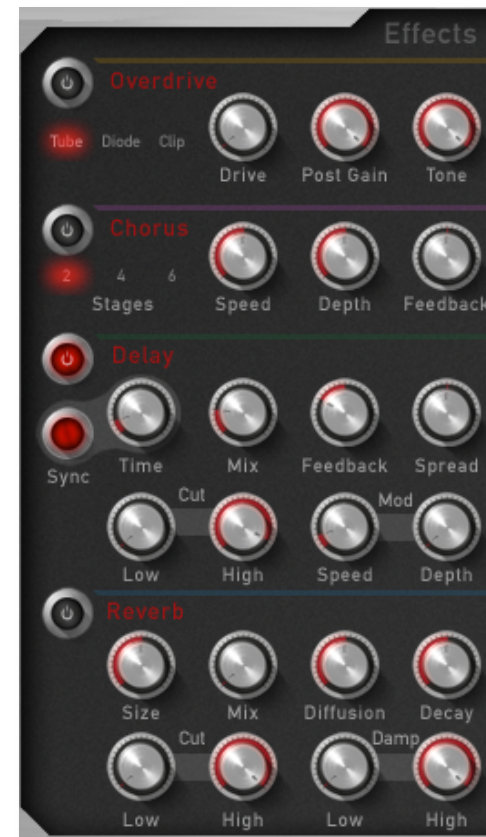 Effects
Overdrive
Tube Diode Clip
Drive Post Gain Tone
Chorus
2 4 6
Stages Speed Depth Feedback
Delay
Sync Time Mix Feedback Spread
Cut Mod
Low High Speed Depth
Reverb
Size Mix Diffusion Decay
Cut Damp
Low High Low High